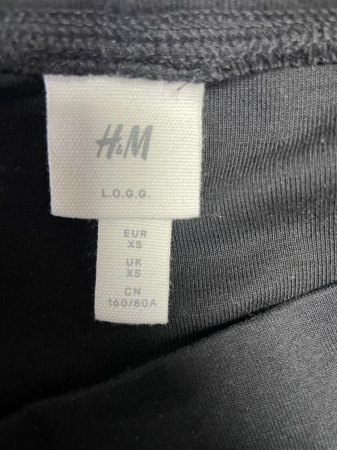 H&M
L.O.G.G.
EUR
XS
UK
XS
CN
160/80A